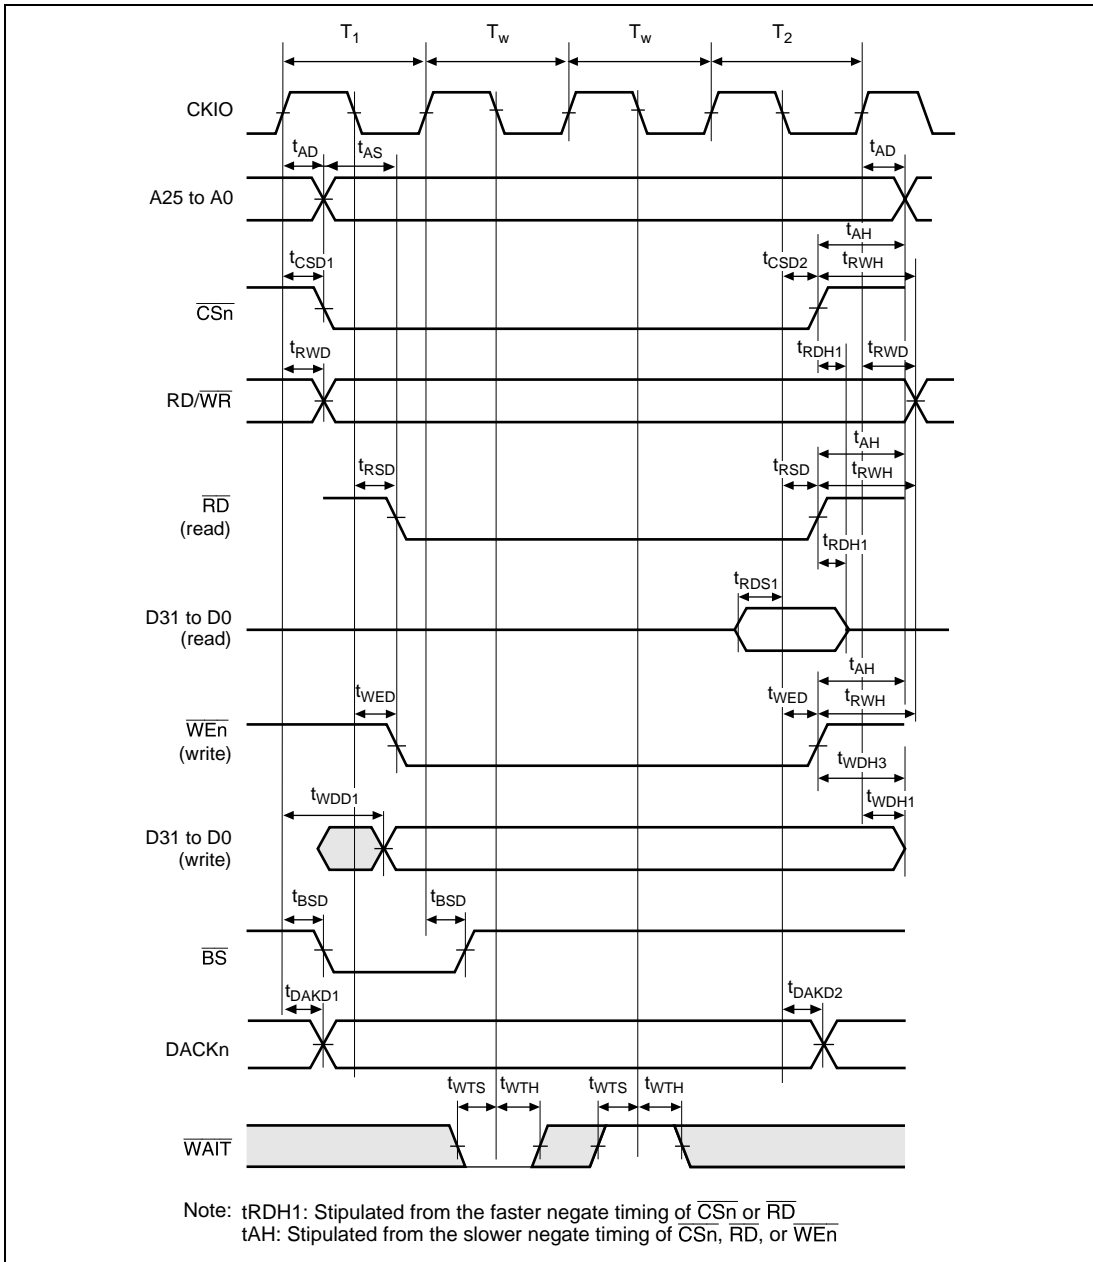 T1 Tw Tw T2
CKIO
tAD tAS tAD
A25 to A0
tAH
tCSD1 tCSD2 tRWH
CSn
tRWD tRDH1 tRWD
RD/WR
tAH
tRSD tRSD tRWH
RD
(read)
tRDH1
tRDS1
D31 to D0
(read)
tAH
tWED tWED tRWH
WEn
(write)
tWDH3
tWDD1 tWDH1
D31 to D0
(write)
tBSD tBSD
BS
tDAKD1 tDAKD2
DACKn
tWTS tWTH tWTS tWTH
WAIT
Note: tRDH1: Stipulated from the faster negate timing of CSn or RD
tAH: Stipulated from the slower negate timing of CSn, RD, or WEn